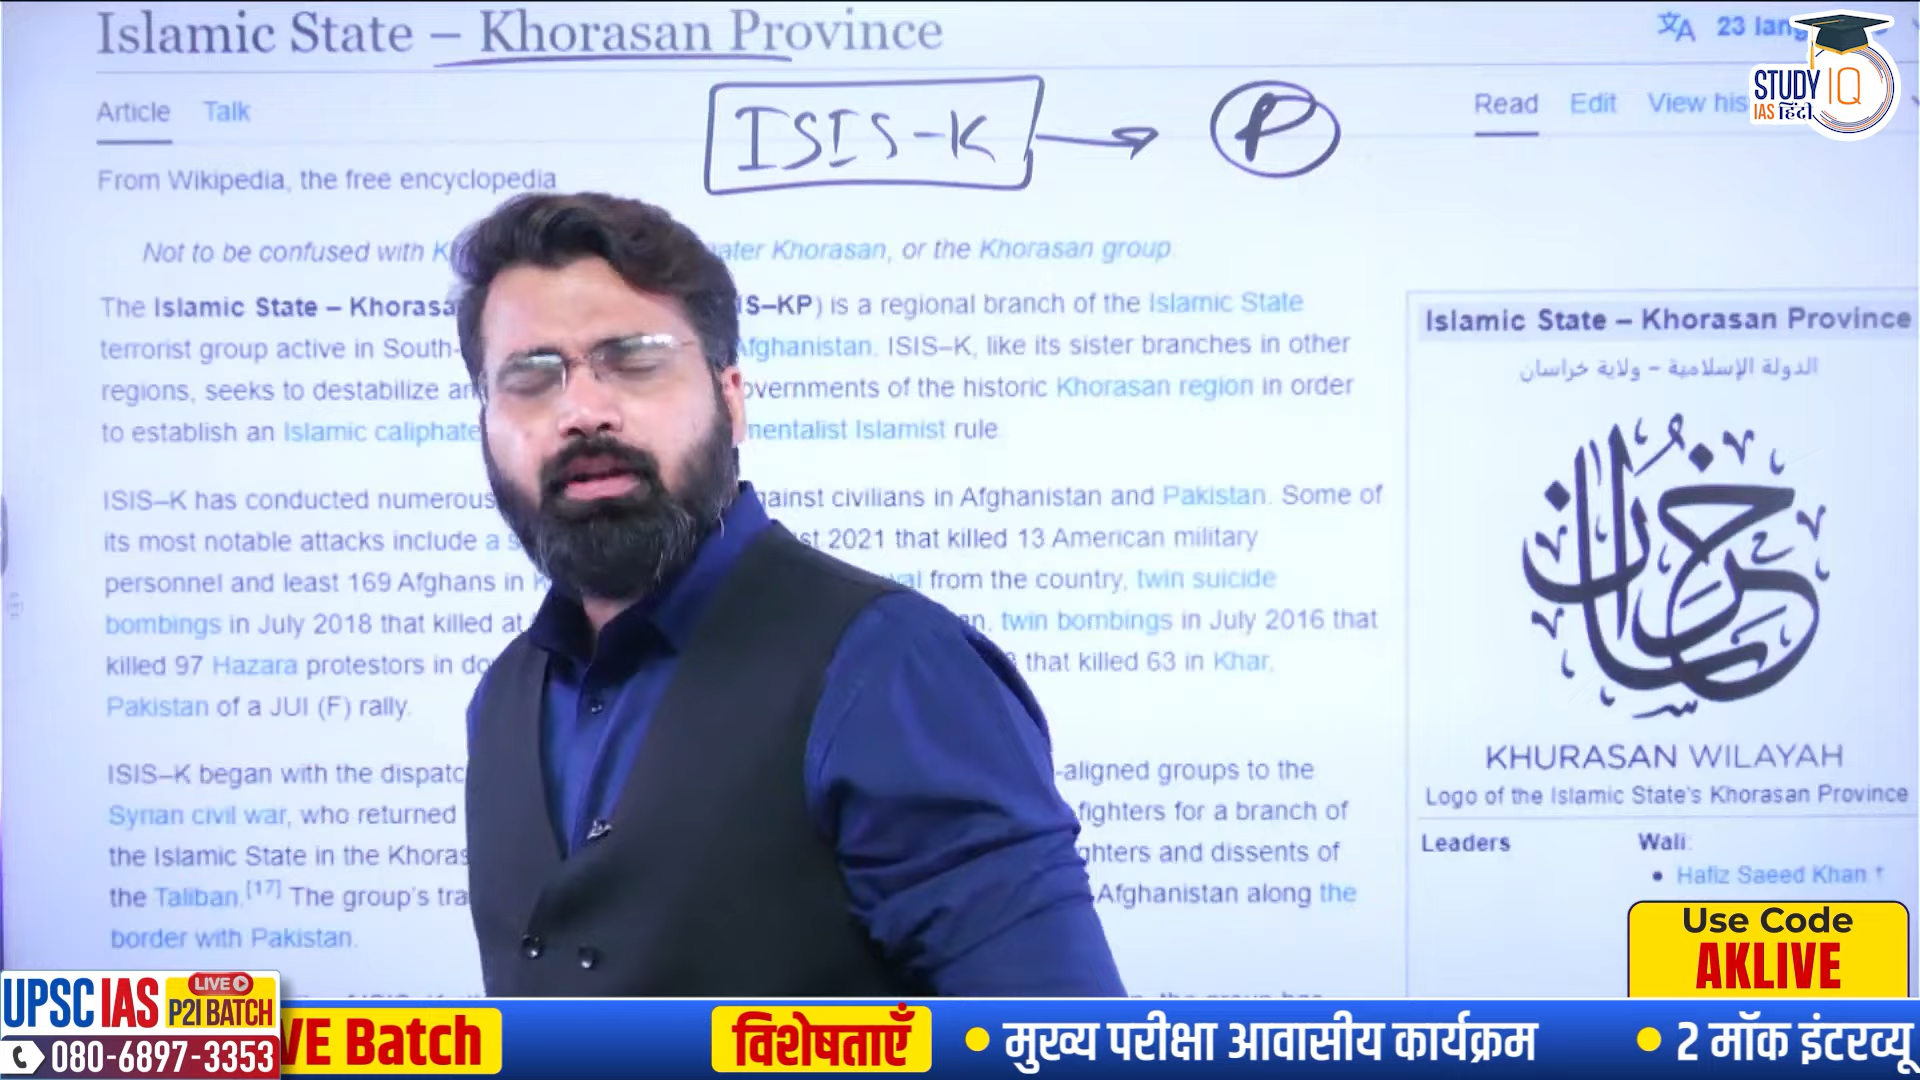 Islamic State – Khorasan Province
23 lang
STUDY IQ
IAS हिंदी
Article Talk
ISIS-K → P
Read Edit View his
From Wikipedia, the free encyclopedia
Not to be confused with Kh ater Khorasan, or the Khorasan group
The Islamic State – Khorasa IS–KP) is a regional branch of the Islamic State
terrorist group active in South- Afghanistan. ISIS–K, like its sister branches in other
regions, seeks to destabilize an overnments of the historic Khorasan region in order
to establish an Islamic caliphate mentalist Islamist rule
ISIS–K has conducted numerous gainst civilians in Afghanistan and Pakistan. Some of
its most notable attacks include a s st 2021 that killed 13 American military
personnel and least 169 Afghans in K wal from the country, twin suicide
bombings in July 2018 that killed at an, twin bombings in July 2016 that
killed 97 Hazara protestors in do that killed 63 in Khar,
Pakistan of a JUI (F) rally.
ISIS–K began with the dispatc -aligned groups to the
Syrian civil war, who returned fighters for a branch of
the Islamic State in the Khoras ghters and dissents of
the Taliban.[17] The group's tra Afghanistan along the
border with Pakistan.
Islamic State – Khorasan Province
الدولة الإسلامية – ولاية خراسان
خراسان
KHURASAN WILAYAH
Logo of the Islamic State's Khorasan Province
Leaders Wali:
• Hafiz Saeed Khan †
Use Code
AKLIVE
UPSC IAS LIVE P2I BATCH
080-6897-3353
VE Batch विशेषताएँ • मुख्य परीक्षा आवासीय कार्यक्रम • 2 मॉक इंटरव्यू